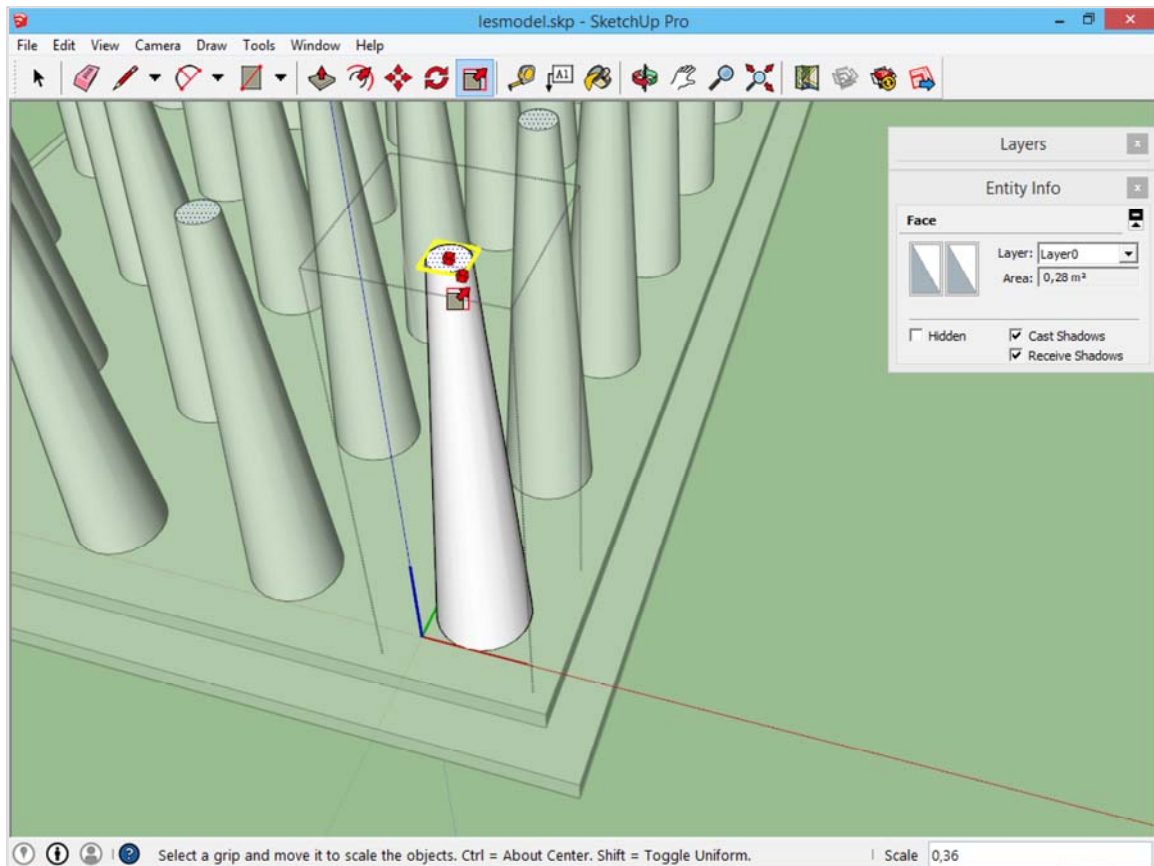 lesmodel.skp - SketchUp Pro
File Edit View Camera Draw Tools Window Help
A1
Layers
Entity Info
Face
Layer: Layer0
Area: 0,28 m²
Hidden
Cast Shadows
Receive Shadows
Select a grip and move it to scale the objects. Ctrl = About Center. Shift = Toggle Uniform.
Scale 0,36